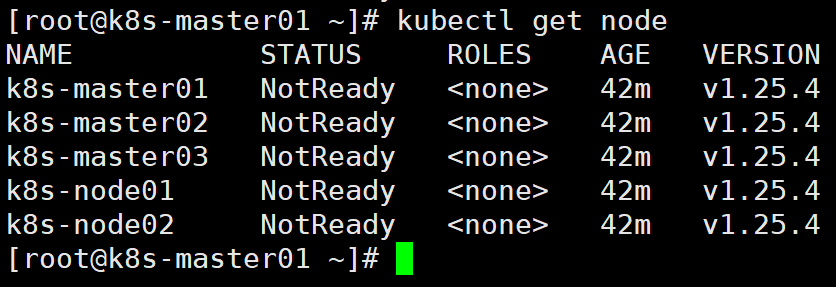 [root@k8s-master01 ~]# kubectl get node
NAME           STATUS     ROLES    AGE   VERSION
k8s-master01   NotReady   <none>   42m   v1.25.4
k8s-master02   NotReady   <none>   42m   v1.25.4
k8s-master03   NotReady   <none>   42m   v1.25.4
k8s-node01     NotReady   <none>   42m   v1.25.4
k8s-node02     NotReady   <none>   42m   v1.25.4
[root@k8s-master01 ~]#